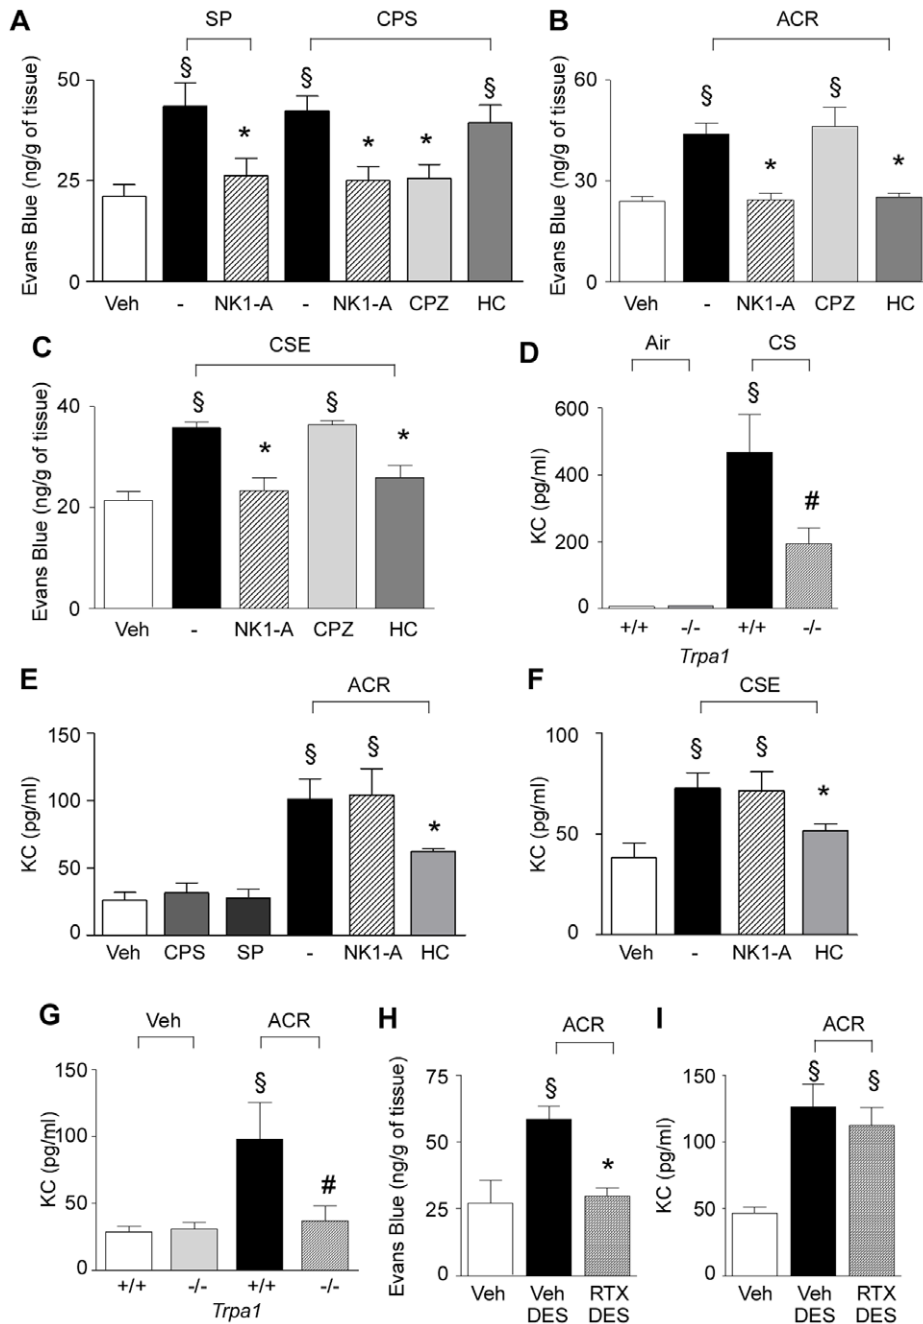 A
SP
CPS
Evans Blue (ng/g of tissue)
50
25
0
§
*
§
*
*
§
Veh - NK1-A - NK1-A CPZ HC
B
ACR
Evans Blue (ng/g of tissue)
60
30
0
§
*
§
*
Veh - NK1-A CPZ HC
C
CSE
Evans Blue (ng/g of tissue)
40
20
0
§
*
§
*
Veh - NK1-A CPZ HC
D
Air
CS
KC (pg/ml)
600
400
200
0
§
#
+/+ -/- +/+ -/-
Trpa1
E
ACR
KC (pg/ml)
150
100
50
0
§
§
*
Veh CPS SP - NK1-A HC
F
CSE
KC (pg/ml)
100
50
0
§
§
*
Veh - NK1-A HC
G
Veh
ACR
KC (pg/ml)
150
100
50
0
§
#
+/+ -/- +/+ -/-
Trpa1
H
ACR
Evans Blue (ng/g of tissue)
75
50
25
0
§
*
Veh Veh RTX
DES DES
I
ACR
KC (pg/ml)
150
100
50
0
§
§
Veh Veh RTX
DES DES